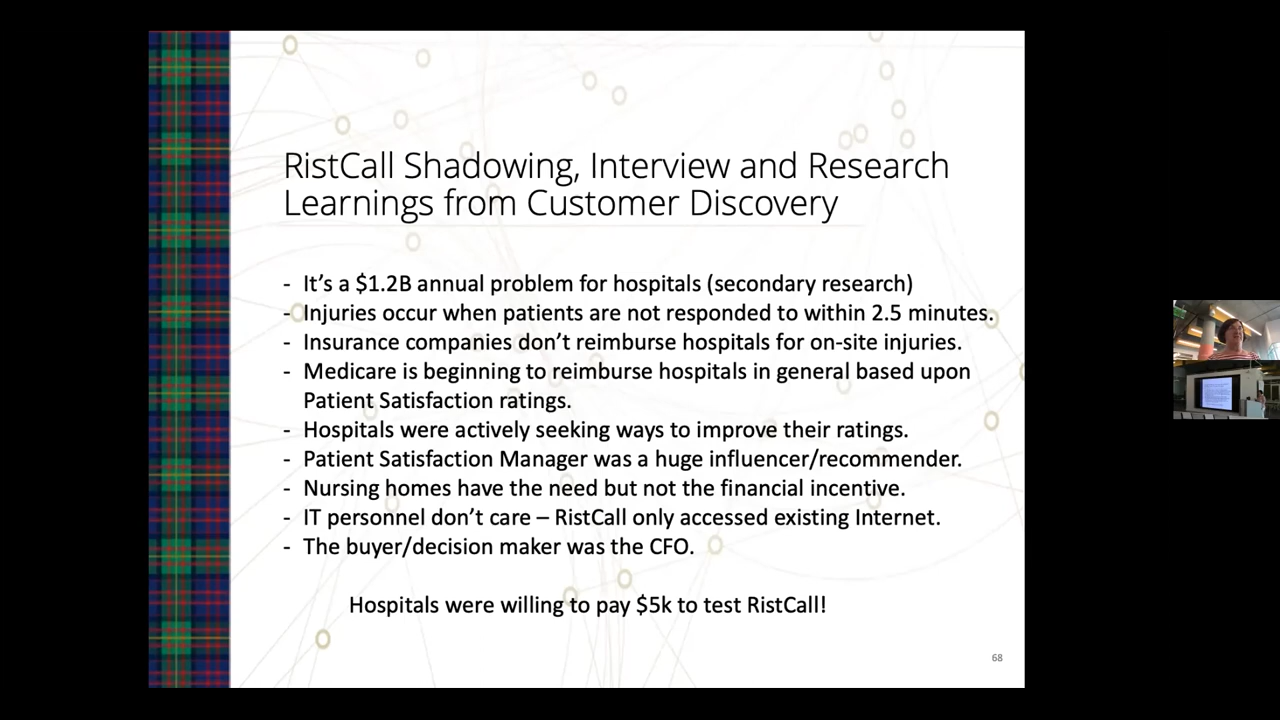 RistCall Shadowing, Interview and Research
Learnings from Customer Discovery
- It’s a $1.2B annual problem for hospitals (secondary research)
- Injuries occur when patients are not responded to within 2.5 minutes.
- Insurance companies don’t reimburse hospitals for on-site injuries.
- Medicare is beginning to reimburse hospitals in general based upon
Patient Satisfaction ratings.
- Hospitals were actively seeking ways to improve their ratings.
- Patient Satisfaction Manager was a huge influencer/recommender.
- Nursing homes have the need but not the financial incentive.
- IT personnel don’t care – RistCall only accessed existing Internet.
- The buyer/decision maker was the CFO.
Hospitals were willing to pay $5k to test RistCall!
68